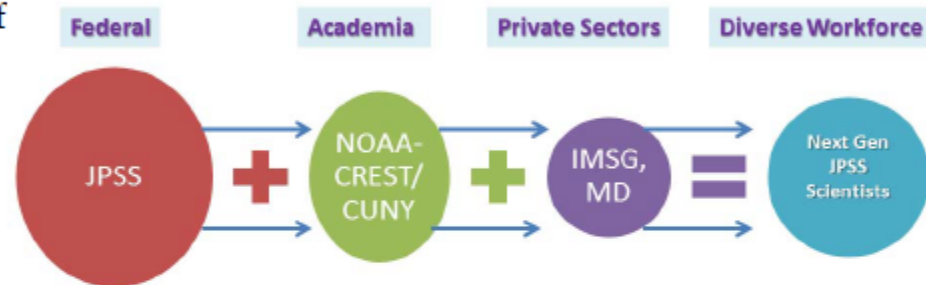 f
Federal
Academia
Private Sectors
Diverse Workforce
JPSS
NOAA-
CREST/
CUNY
IMSG,
MD
Next Gen
JPSS
Scientists